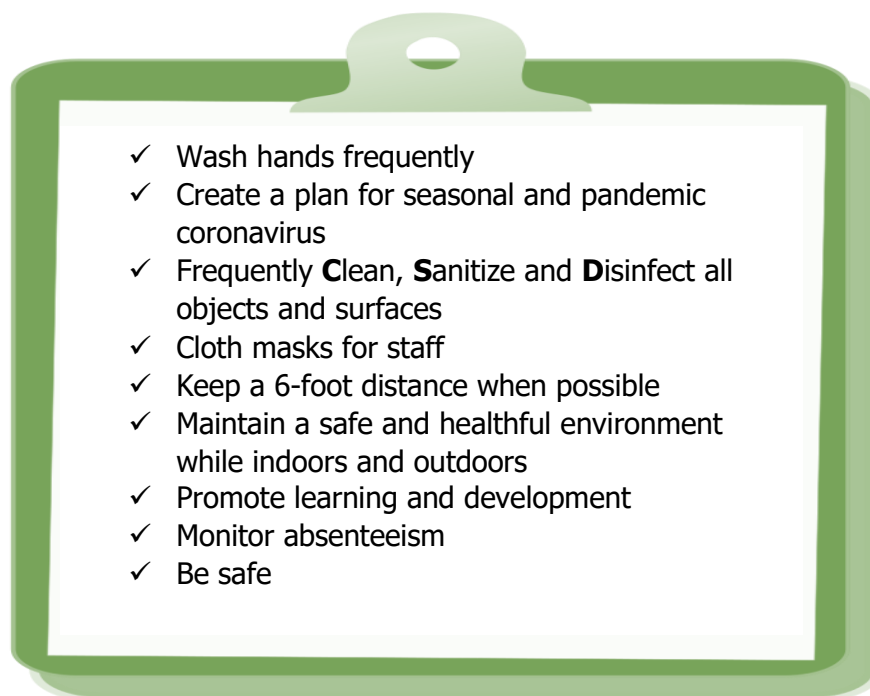 ✓ Wash hands frequently
✓ Create a plan for seasonal and pandemic
coronavirus
✓ Frequently Clean, Sanitize and Disinfect all
objects and surfaces
✓ Cloth masks for staff
✓ Keep a 6-foot distance when possible
✓ Maintain a safe and healthful environment
while indoors and outdoors
✓ Promote learning and development
✓ Monitor absenteeism
✓ Be safe